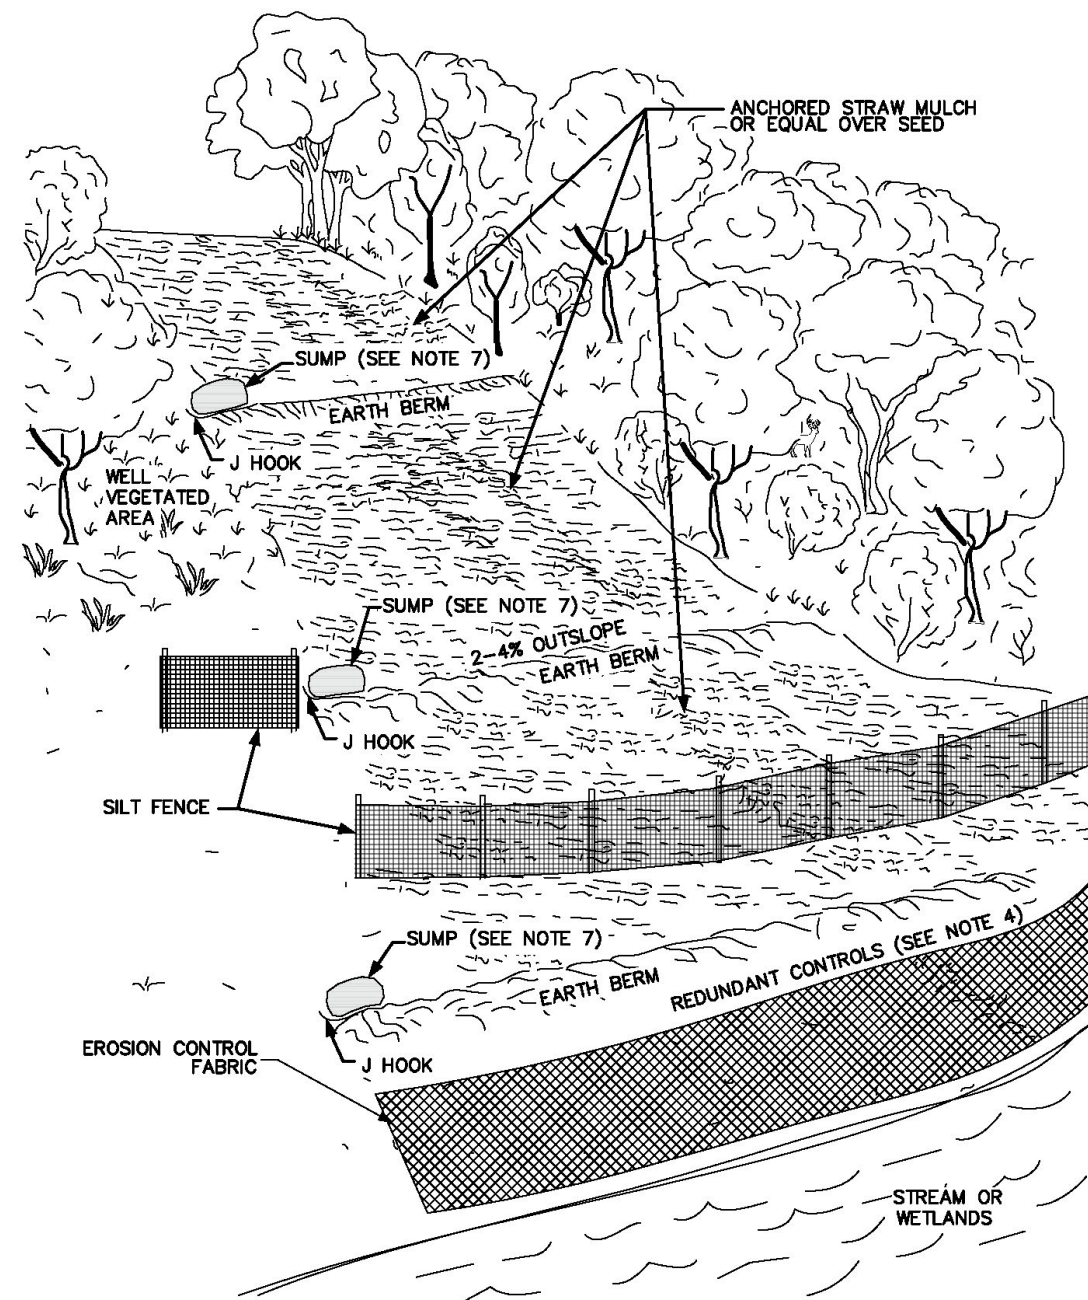 ANCHORED STRAW MULCH
OR EQUAL OVER SEED
SUMP (SEE NOTE 7)
EARTH BERM
J HOOK
WELL
VEGETATED
AREA
SUMP (SEE NOTE 7)
2-4% OUTSLOPE
EARTH BERM
J HOOK
SILT FENCE
SUMP (SEE NOTE 7)
EARTH BERM
REDUNDANT CONTROLS (SEE NOTE 4)
J HOOK
EROSION CONTROL
FABRIC
STREAM OR
WETLANDS